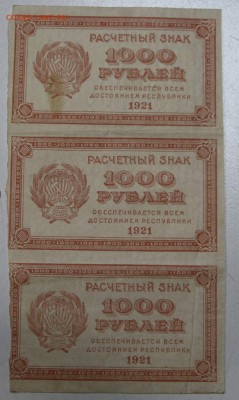 РАСЧЕТНЫЙ ЗНАК
1000
РУБЛЕЙ
ОБЕСПЕЧИВАЕТСЯ ВСЕМ
ДОСТОЯНИЕМ РЕСПУБЛИКИ
1921
РАСЧЕТНЫЙ ЗНАК
1000
РУБЛЕЙ
ОБЕСПЕЧИВАЕТСЯ ВСЕМ
ДОСТОЯНИЕМ РЕСПУБЛИКИ
1921
РАСЧЕТНЫЙ ЗНАК
1000
РУБЛЕЙ
ОБЕСПЕЧИВАЕТСЯ ВСЕМ
ДОСТОЯНИЕМ РЕСПУБЛИКИ
1921